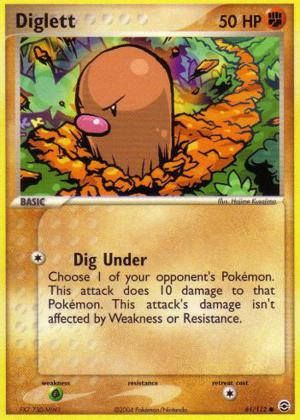 Diglett 50 HP
Illus. Hajime Kusajima
BASIC
Dig Under
Choose 1 of your opponent's Pokémon.
This attack does 10 damage to that
Pokémon. This attack's damage isn't
affected by Weakness or Resistance.
weakness resistance retreat cost
©2004 Pokémon/Nintendo 61/112